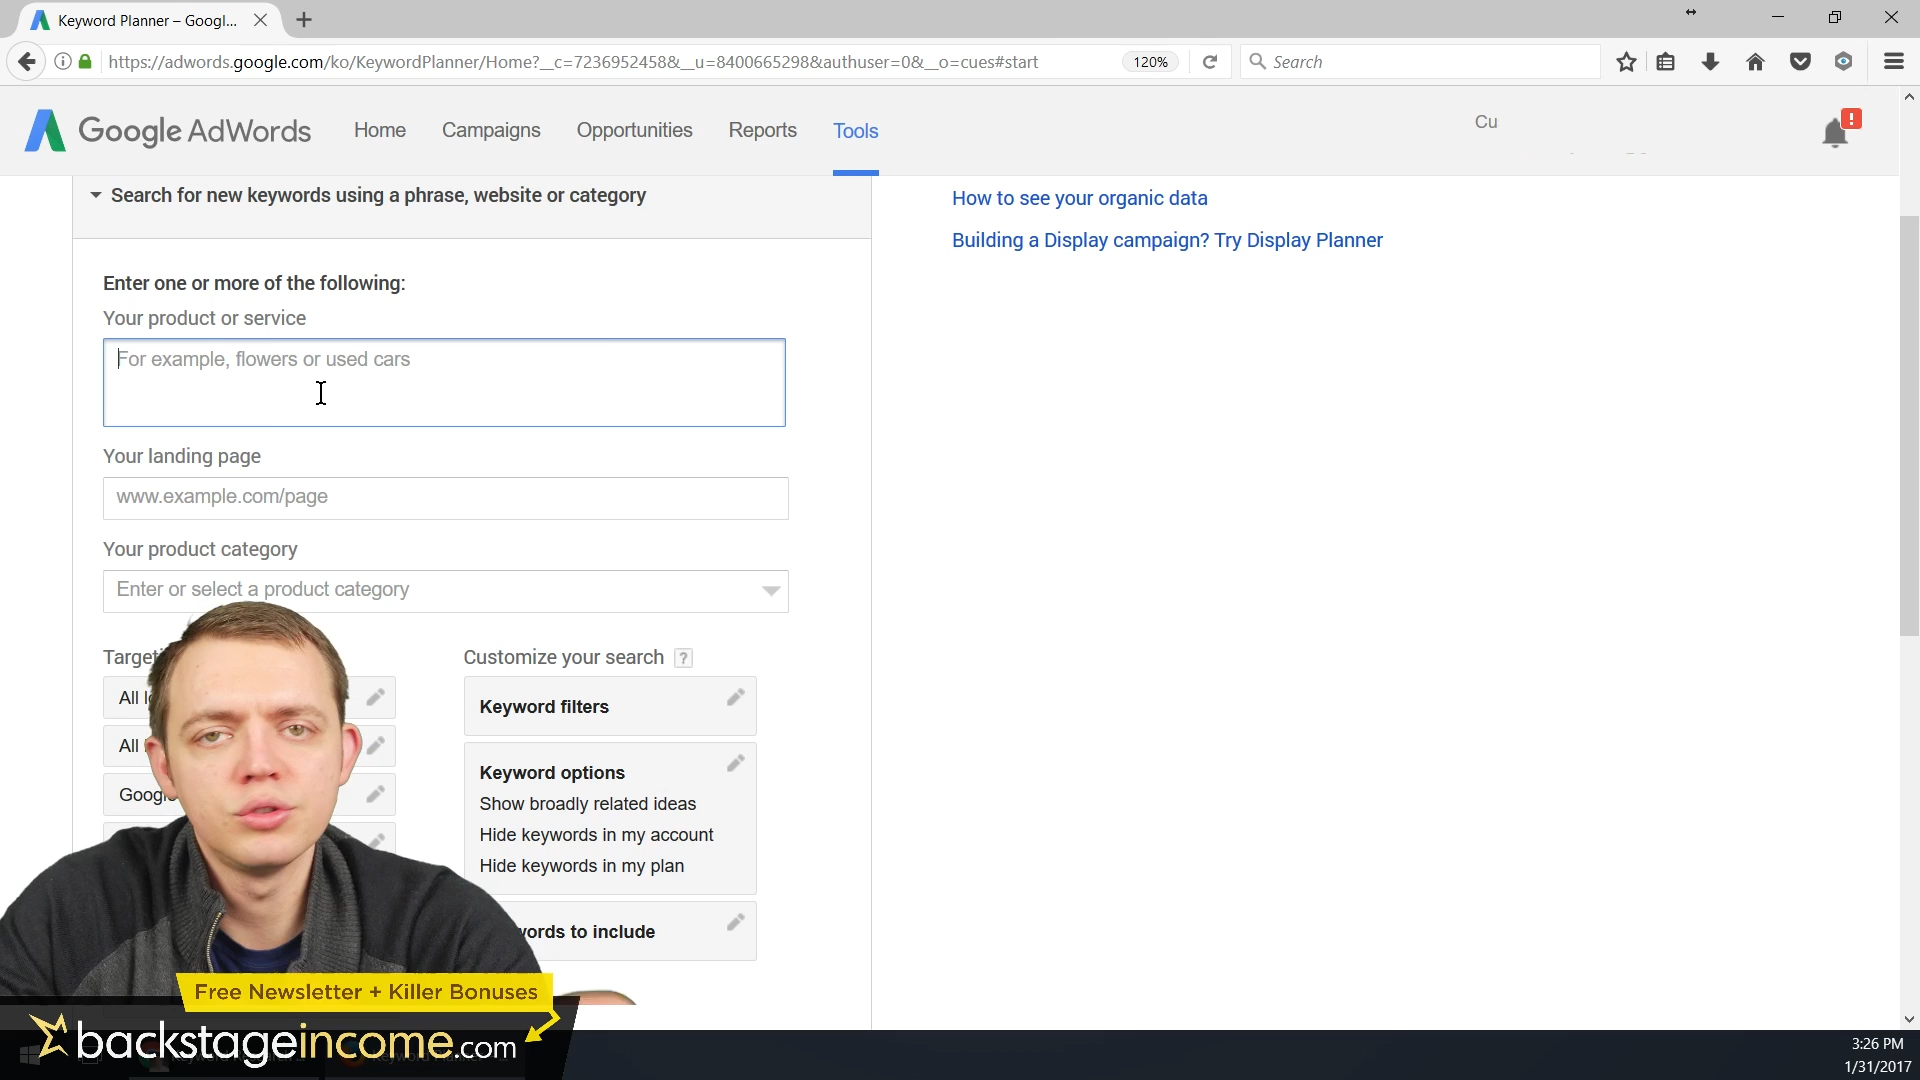 Keyword Planner – Googl...
https://adwords.google.com/ko/KeywordPlanner/Home?__c=7236952458&__u=8400665298&authuser=0&__o=cues#start
120%
Search
Google AdWords
Home
Campaigns
Opportunities
Reports
Tools
Cu
!
Search for new keywords using a phrase, website or category
How to see your organic data
Building a Display campaign? Try Display Planner
Enter one or more of the following:
Your product or service
For example, flowers or used cars
Your landing page
www.example.com/page
Your product category
Enter or select a product category
Customize your search ?
All
All
Keyword filters
Keyword options
Show broadly related ideas
Hide keywords in my account
Hide keywords in my plan
to include
Free Newsletter + Killer Bonuses
backstageincome.com
3:26 PM
1/31/2017